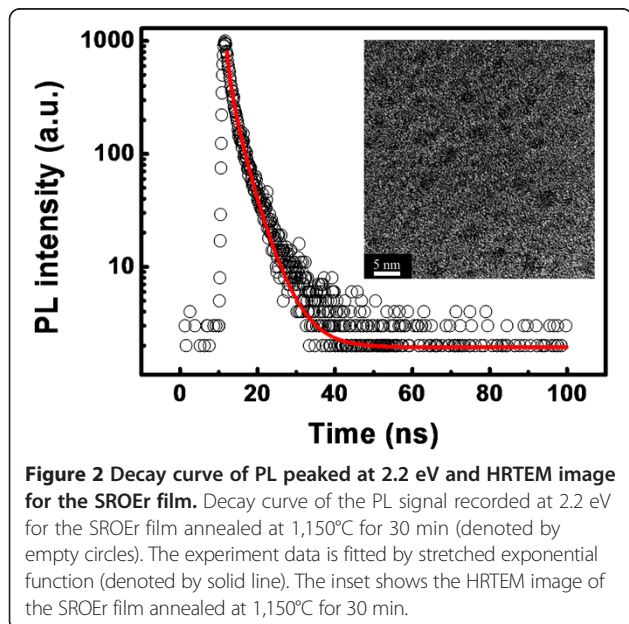 1000
100
10
PL intensity (a.u.)
5 nm
0 20 40 60 80 100
Time (ns)
Figure 2 Decay curve of PL peaked at 2.2 eV and HRTEM image
for the SROEr film. Decay curve of the PL signal recorded at 2.2 eV
for the SROEr film annealed at 1,150°C for 30 min (denoted by
empty circles). The experiment data is fitted by stretched exponential
function (denoted by solid line). The inset shows the HRTEM image of
the SROEr film annealed at 1,150°C for 30 min.